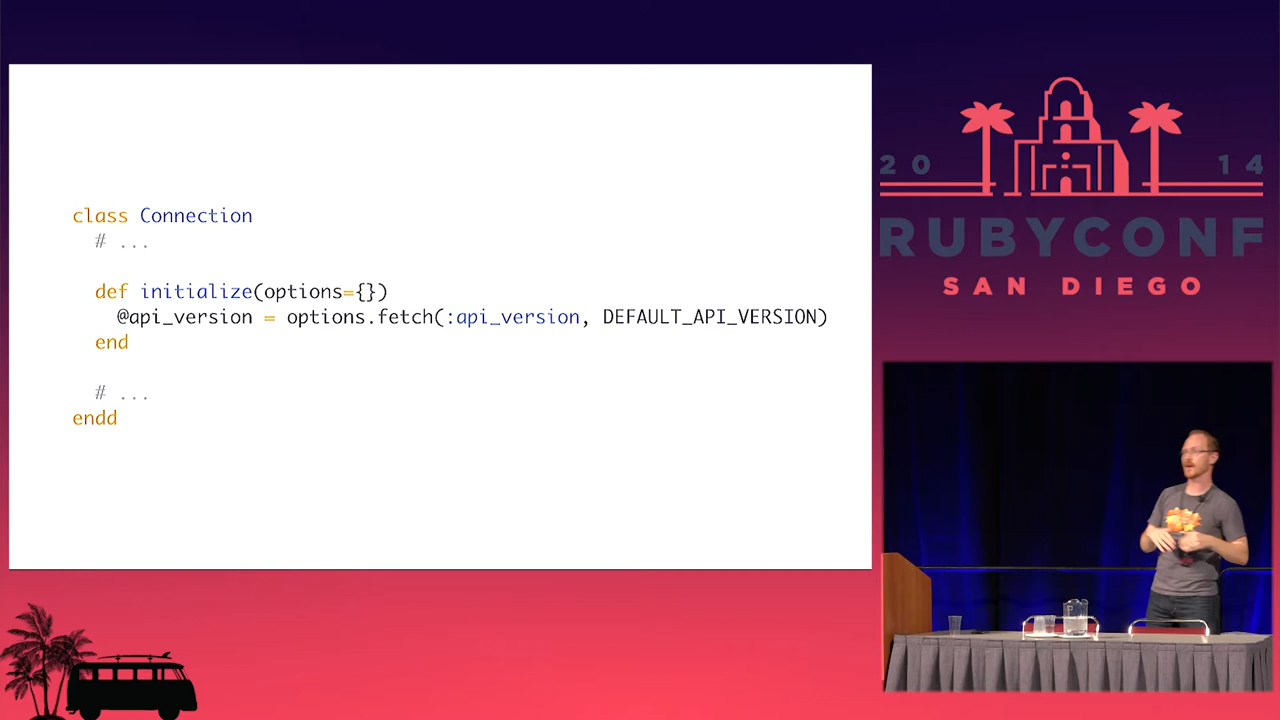 class Connection
# ...
def initialize(options={})
@api_version = options.fetch(:api_version, DEFAULT_API_VERSION)
end
# ...
endd
20 14
RUBYCONF
SAN DIEGO